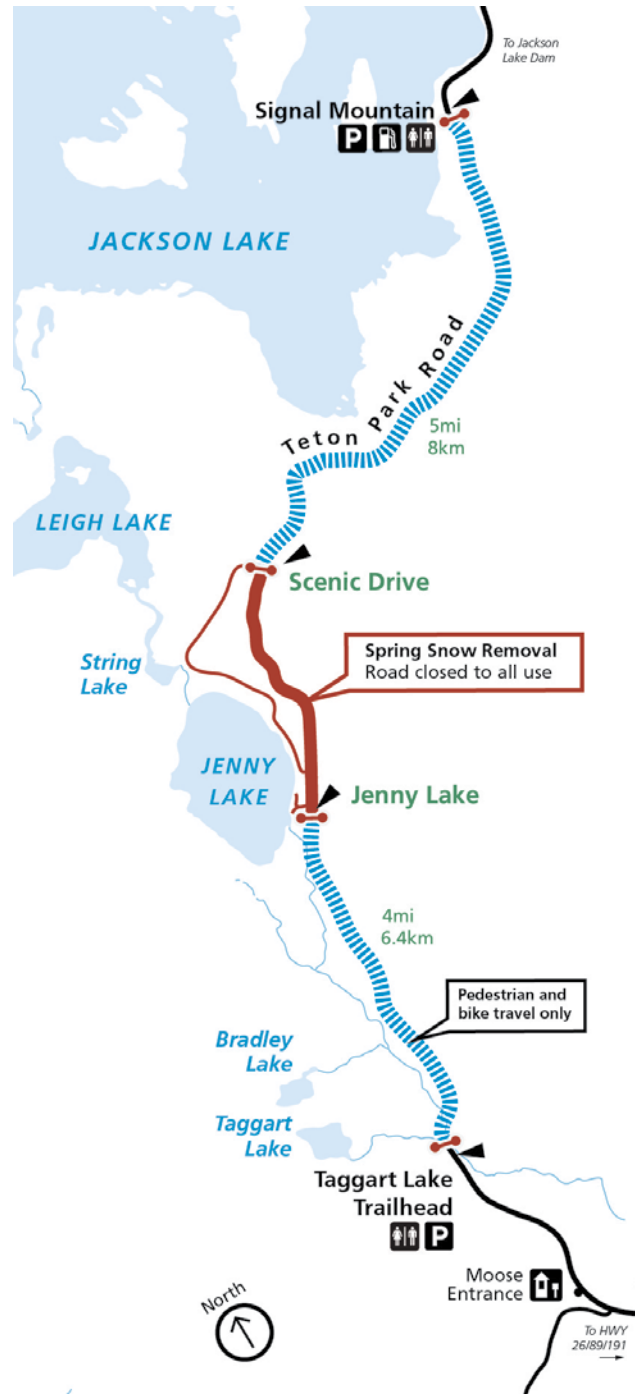 To Jackson
Lake Dam
Signal Mountain
P
JACKSON LAKE
Teton Park Road
5mi
8km
LEIGH LAKE
Scenic Drive
Spring Snow Removal
Road closed to all use
String
Lake
JENNY
LAKE
Jenny Lake
4mi
6.4km
Pedestrian and
bike travel only
Bradley
Lake
Taggart
Lake
Taggart Lake
Trailhead
P
Moose
Entrance
North
To HWY
26/89/191